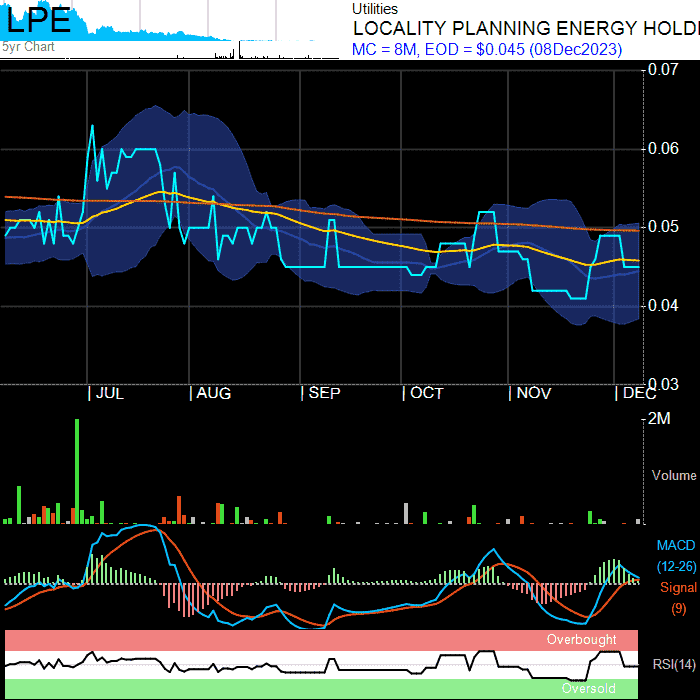 LPE
5yr Chart
Utilities
LOCALITY PLANNING ENERGY HOLDI
MC = 8M, EOD = $0.045 (08Dec2023)
0.07
0.06
0.05
0.04
0.03
JUL AUG SEP OCT NOV DEC
2M
Volume
MACD
(12-26)
Signal
(9)
Overbought
RSI(14)
Oversold